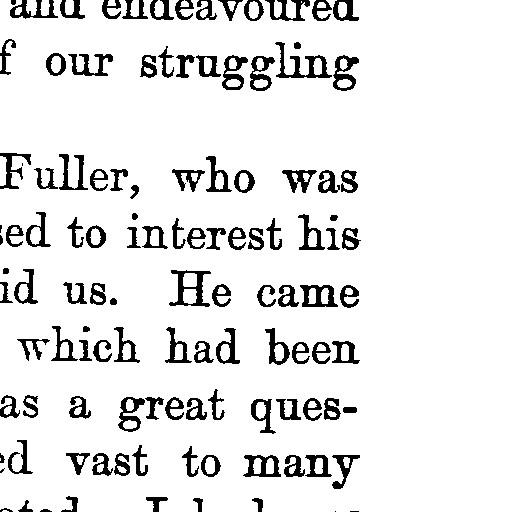 and endeavoured
f our struggling
Fuller, who was
sed to interest his
id us. He came
which had been
as a great ques-
ed vast to many